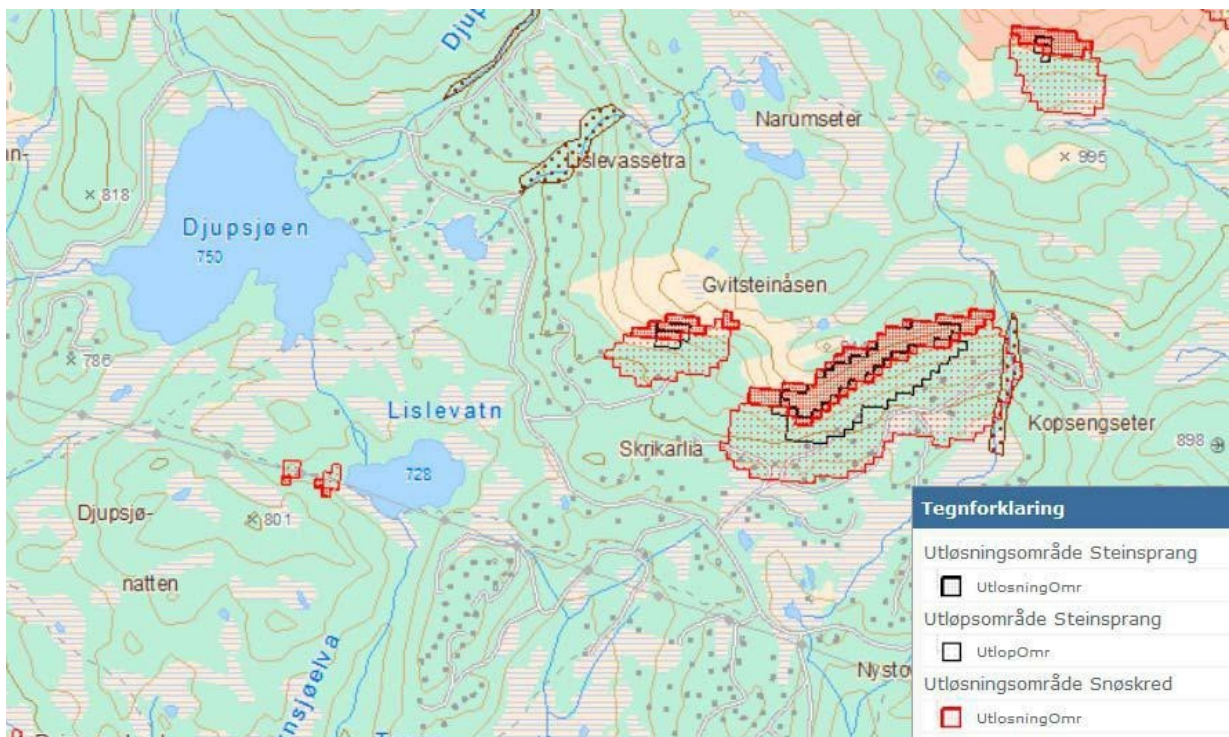 Djup
Narumseter
995
Lislevassetra
818
Djupsjøen
750
Gvitsteinåsen
786
Lislevatn
Skrikarlia
Kopsengseter
898
728
Djupsjø-
801
natten
Nysto
nsjøelva
Tegnforklaring
Utløsningsområde Steinsprang
UtlosningOmr
Utløpsområde Steinsprang
UtlopOmr
Utløsningsområde Snøskred
UtlosningOmr